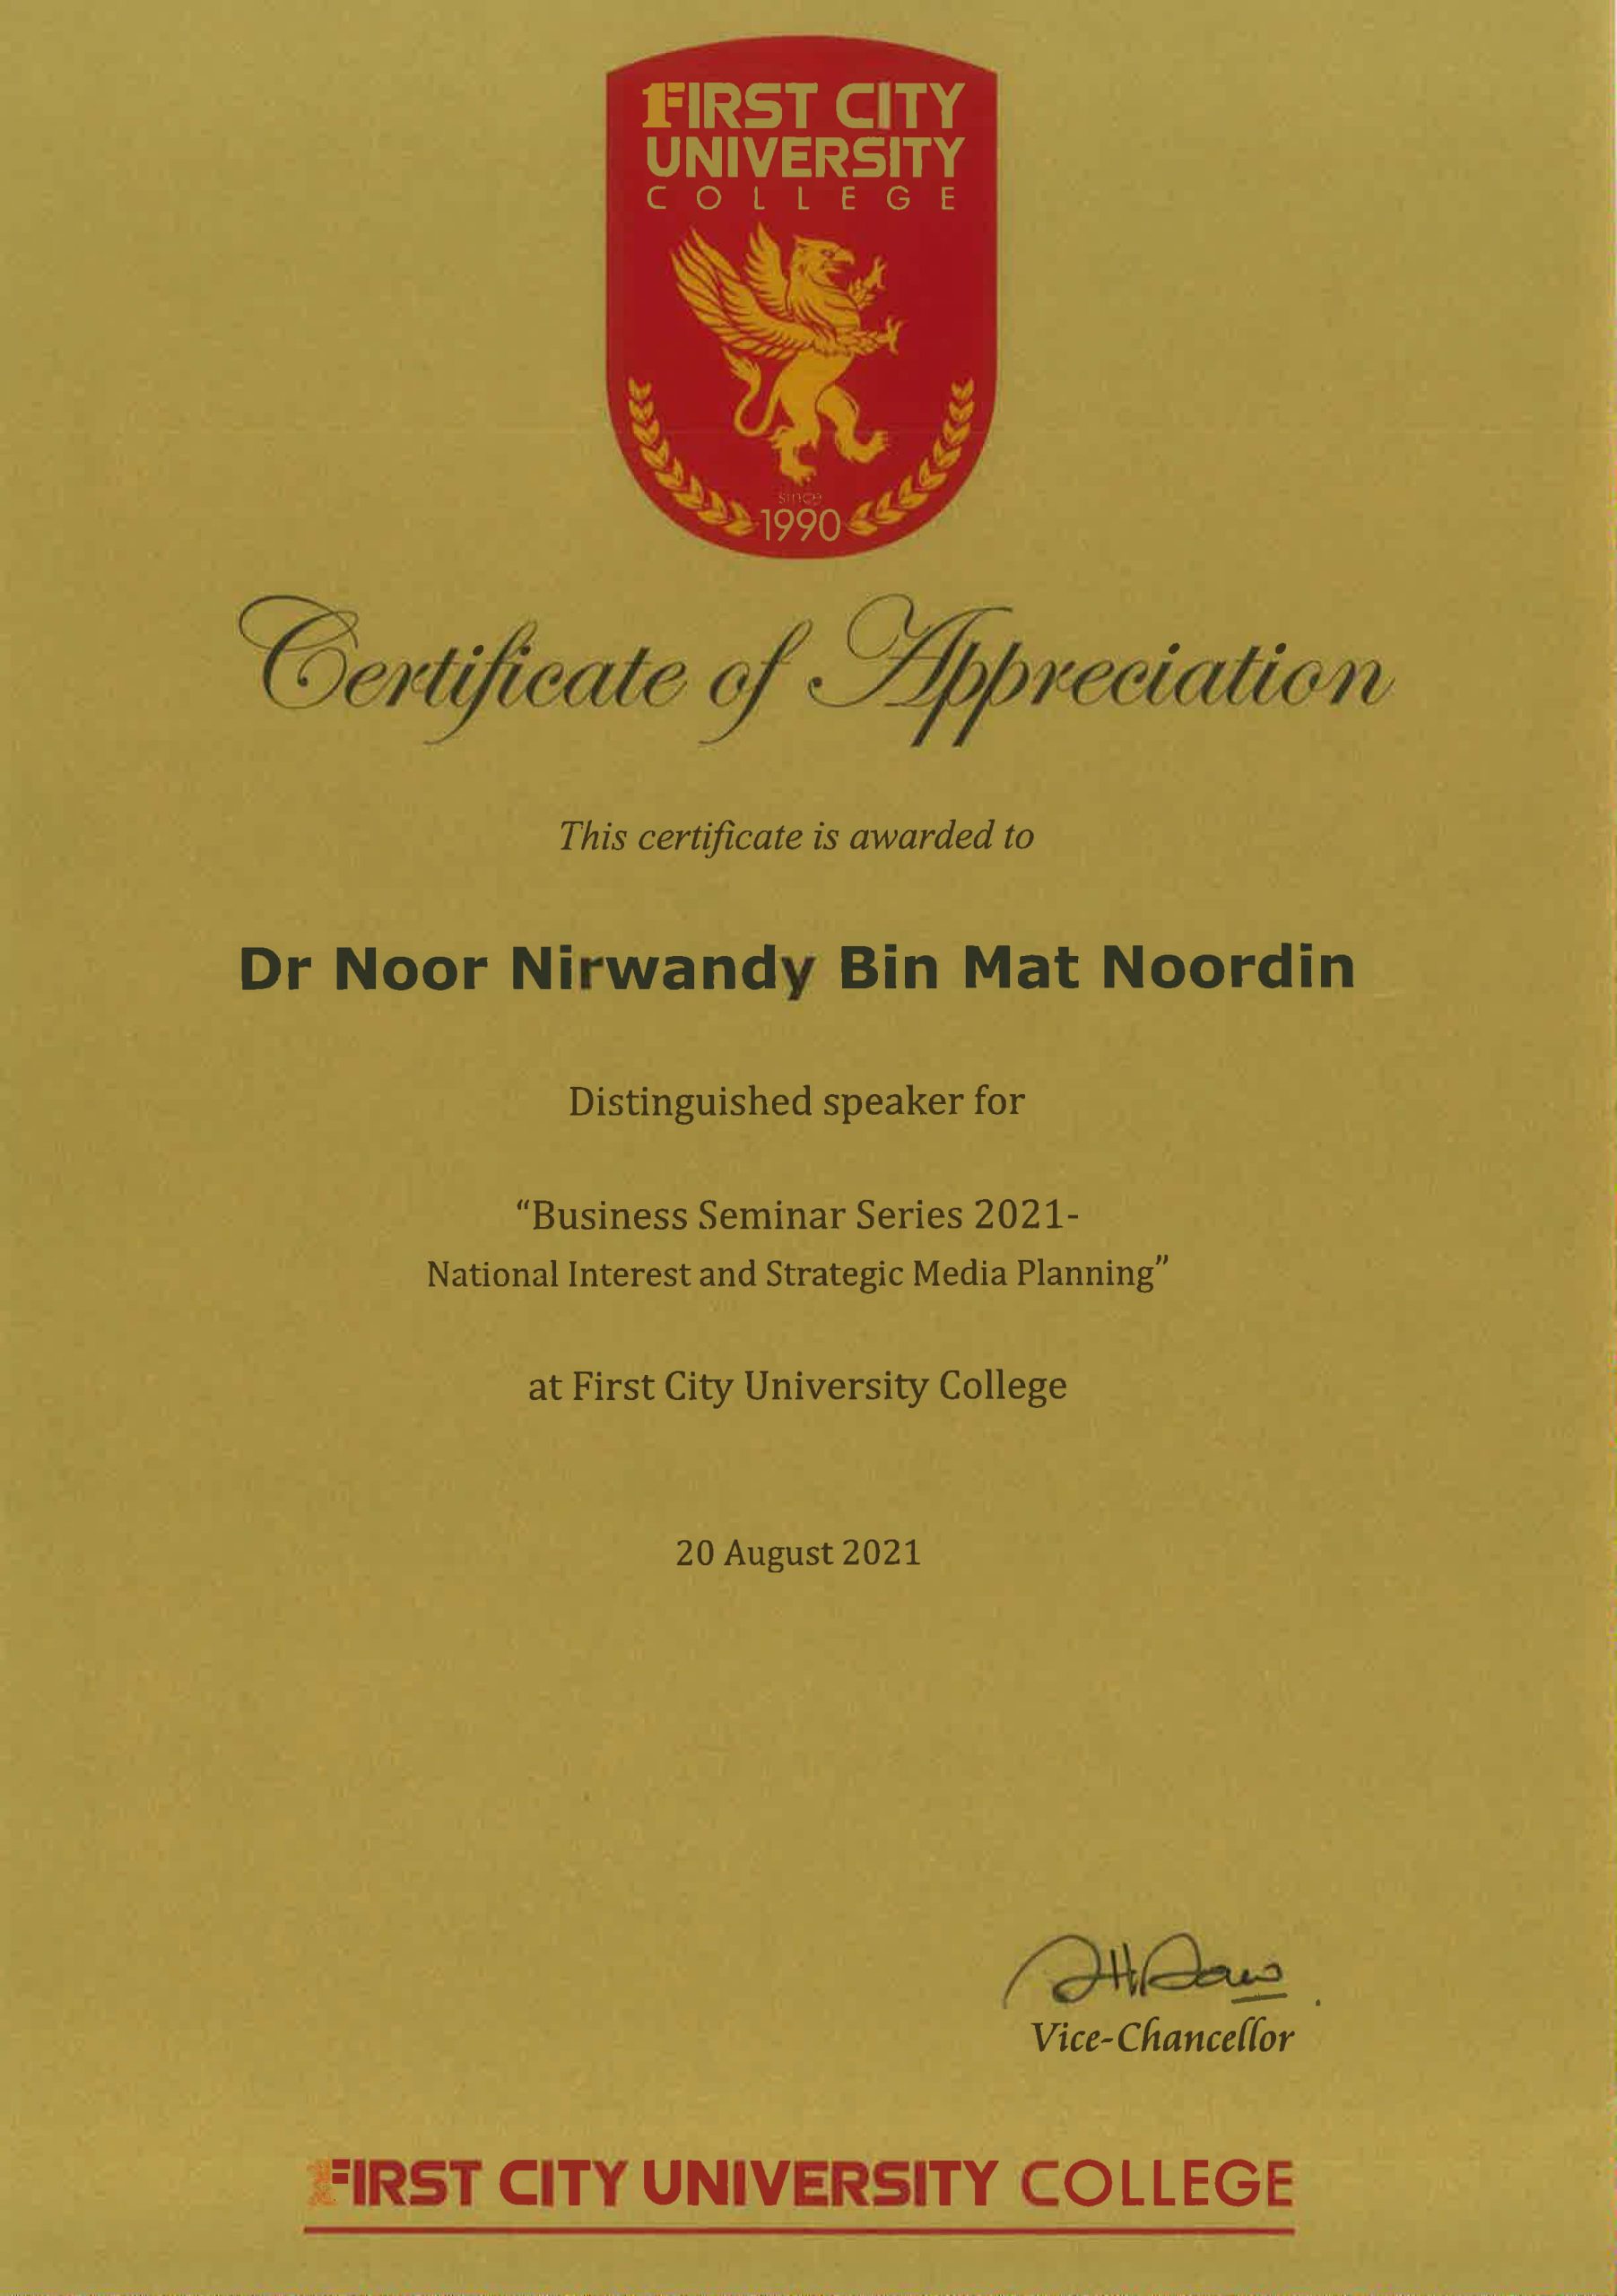 FIRST CITY
UNIVERSITY
COLLEGE
since
1990
Certificate of Appreciation
This certificate is awarded to
Dr Noor Nirwandy Bin Mat Noordin
Distinguished speaker for
“Business Seminar Series 2021-
National Interest and Strategic Media Planning”
at First City University College
20 August 2021
Vice-Chancellor
FIRST CITY UNIVERSITY COLLEGE